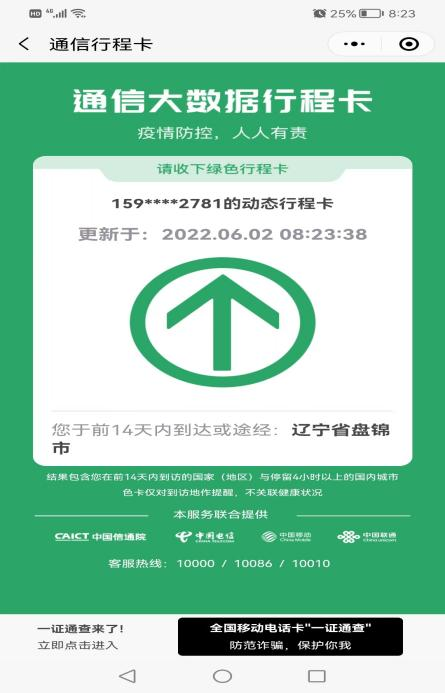 HD 4G 25% 8:23
通信行程卡
通信大数据行程卡
疫情防控，人人有责
请收下绿色行程卡
159****2781的动态行程卡
更新于：2022.06.02 08:23:38
您于前14天内到达或途经：辽宁省盘锦
市
结果包含您在前14天内到访的国家（地区）与停留4小时以上的国内城市
色卡仅对到访地作提醒，不关联健康状况
本服务联合提供
CAICT 中国信通院 中国电信 CHINA TELECOM 中国移动 China Mobile 中国联通 China unicom
客服热线：10000 / 10086 / 10010
一证通查来了! 全国移动电话卡"一证通查"
立即点击进入 防范诈骗，保护你我